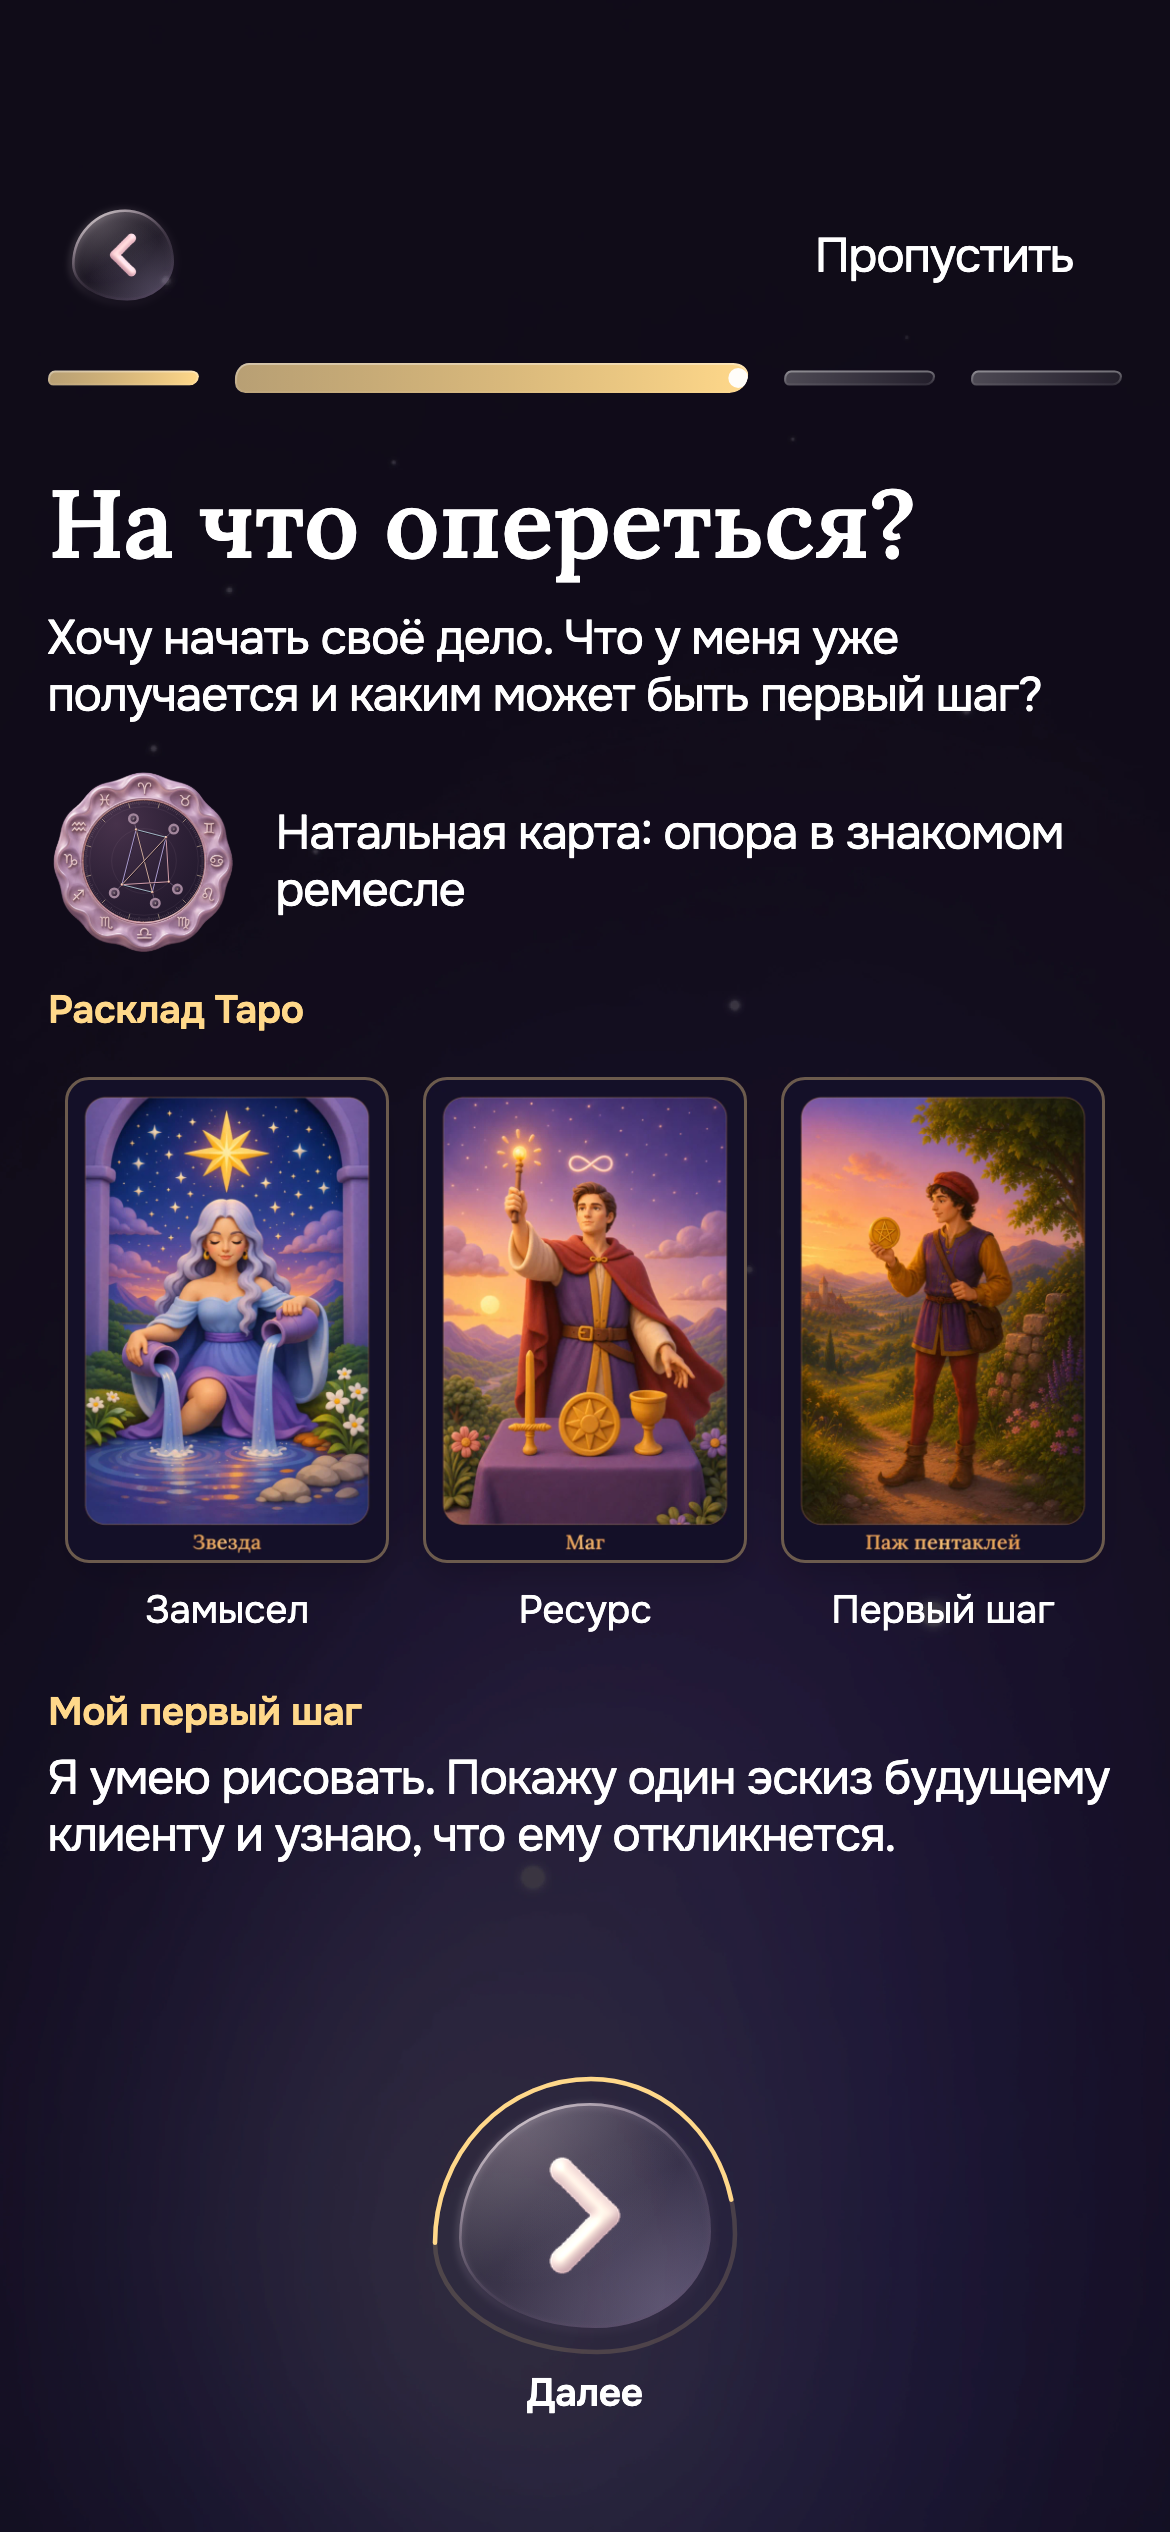 Пропустить
На что опереться?
Хочу начать своё дело. Что у меня уже
получается и каким может быть первый шаг?
Натальная карта: опора в знакомом
ремесле
Расклад Таро
Звезда
Маг
Паж пентаклей
Замысел
Ресурс
Первый шаг
Мой первый шаг
Я умею рисовать. Покажу один эскиз будущему
клиенту и узнаю, что ему откликнется.
Далее